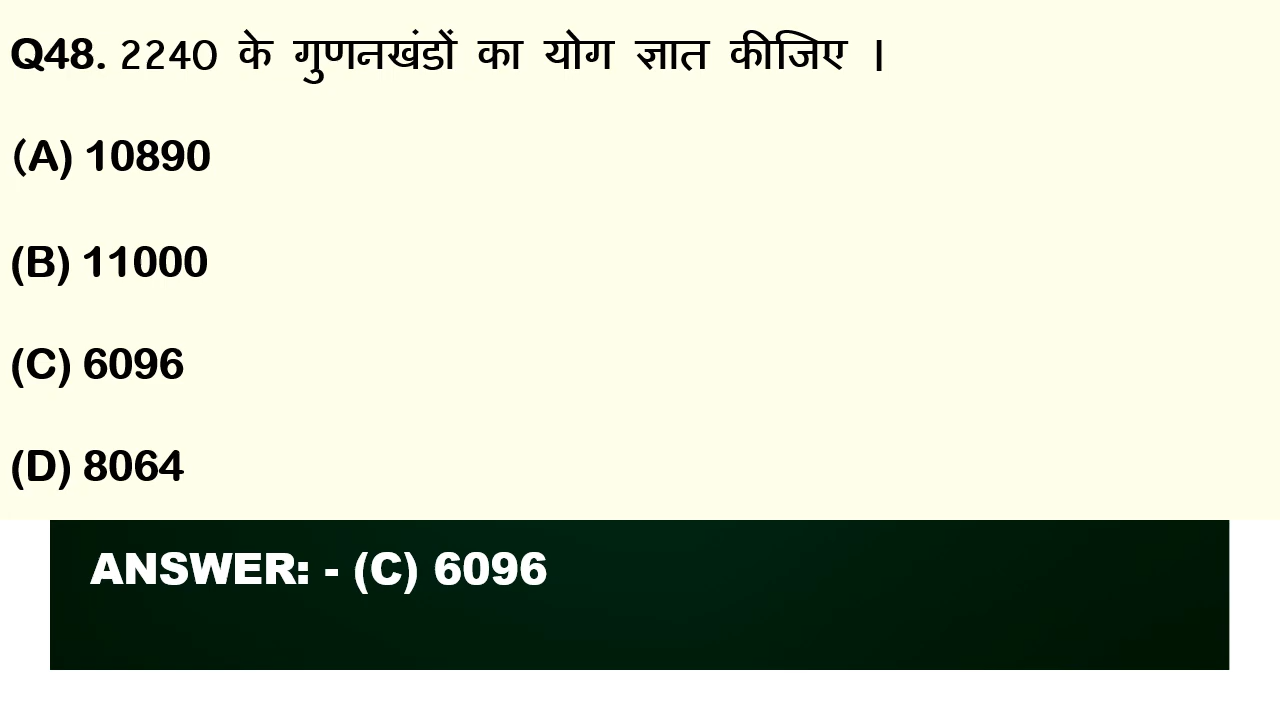 Q48. 2240 के गुणनखंडों का योग ज्ञात कीजिए ।
(A) 10890
(B) 11000
(C) 6096
(D) 8064
ANSWER: - (C) 6096